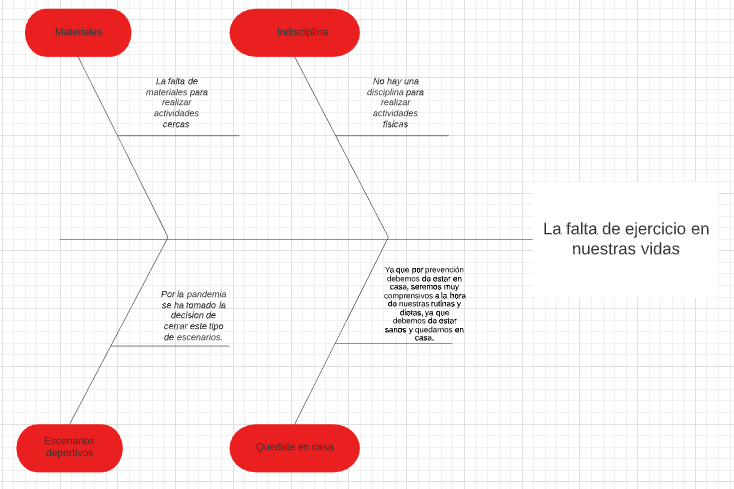 Materiales
Indisciplina
La falta de
materiales para
realizar
actividades
cercas
No hay una
disciplina para
realizar
actividades
físicas
La falta de ejercicio en
nuestras vidas
Por la pandemia
se ha tomado la
decisión de
cerrar este tipo
de escenarios.
Ya que por prevención
debemos de estar en
casa, seremos muy
comprensivos a la hora
de nuestras rutinas y
dietas, ya que
debemos de estar
sanos y quedarnos en
casa.
Escenarios
deportivos
Quedate en casa